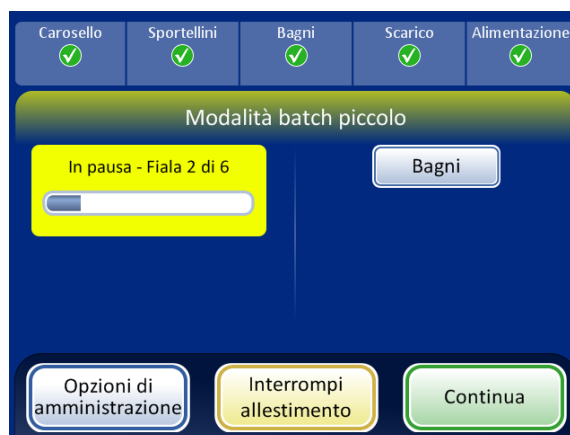 Carosello Sportellini Bagni Scarico Alimentazione
Modalità batch piccolo
In pausa - Fiala 2 di 6
Bagni
Opzioni di
amministrazione
Interrompi
allestimento
Continua